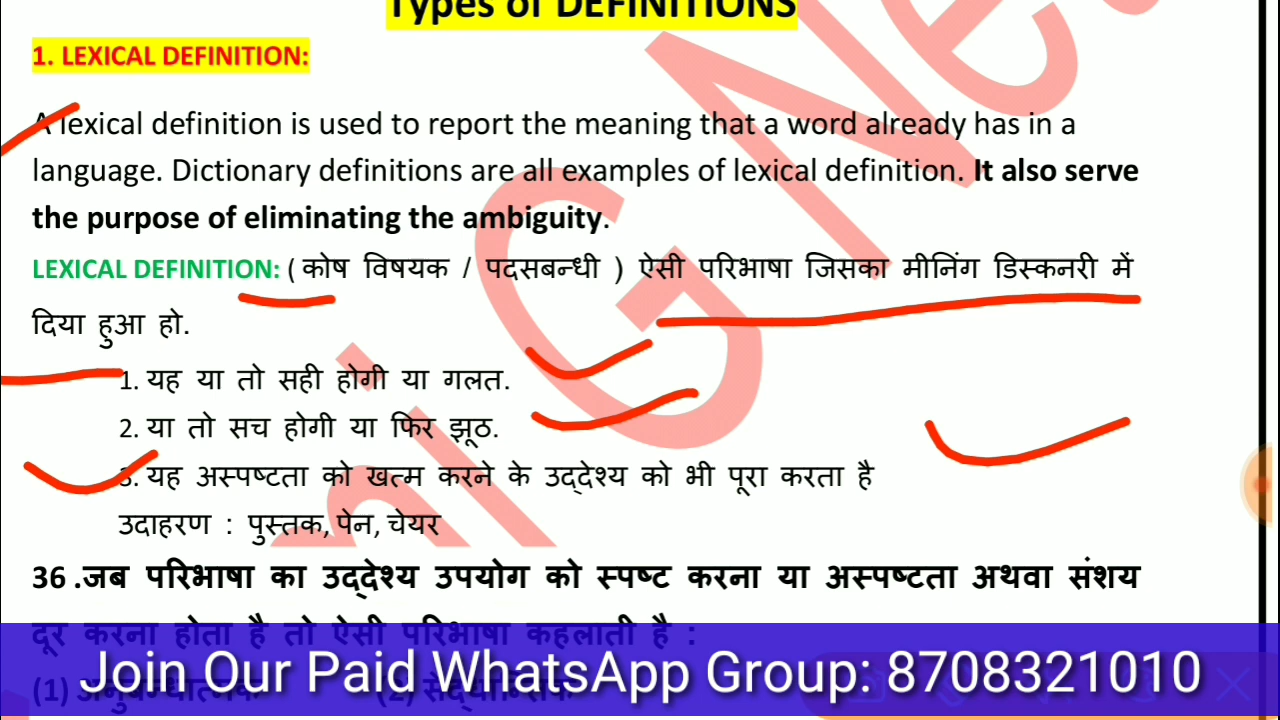 Types of DEFINITIONS
1. LEXICAL DEFINITION:
A lexical definition is used to report the meaning that a word already has in a
language. Dictionary definitions are all examples of lexical definition. It also serve
the purpose of eliminating the ambiguity.
LEXICAL DEFINITION: ( कोष विषयक / पदसबन्धी ) ऐसी परिभाषा जिसका मीनिंग डिस्कनरी में
दिया हुआ हो.
1. यह या तो सही होगी या गलत.
2. या तो सच होगी या फिर झूठ.
3. यह अस्पष्टता को खत्म करने के उद्देश्य को भी पूरा करता है
उदाहरण : पुस्तक, पेन, चेयर
36 .जब परिभाषा का उद्देश्य उपयोग को स्पष्ट करना या अस्पष्टता अथवा संशय
दूर करना होता है तो ऐसी परिभाषा कहलाती है :
Join Our Paid WhatsApp Group: 8708321010
(1) (2)